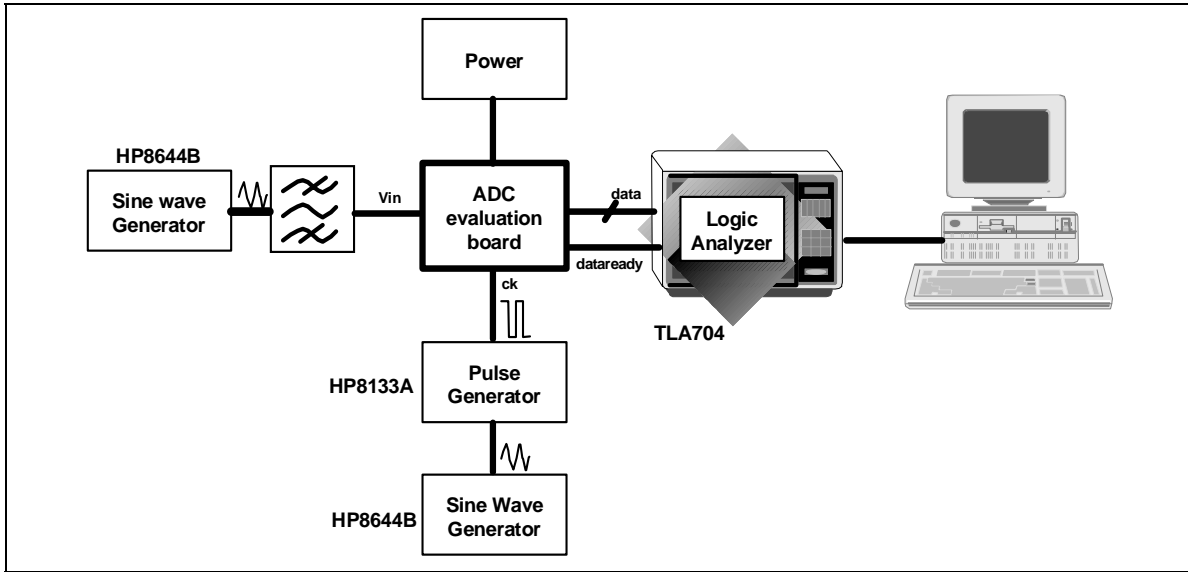 Power
HP8644B
Sine wave
Generator
Vin
ADC
evaluation
board
data
dataready
Logic
Analyzer
TLA704
ck
HP8133A
Pulse
Generator
HP8644B
Sine Wave
Generator